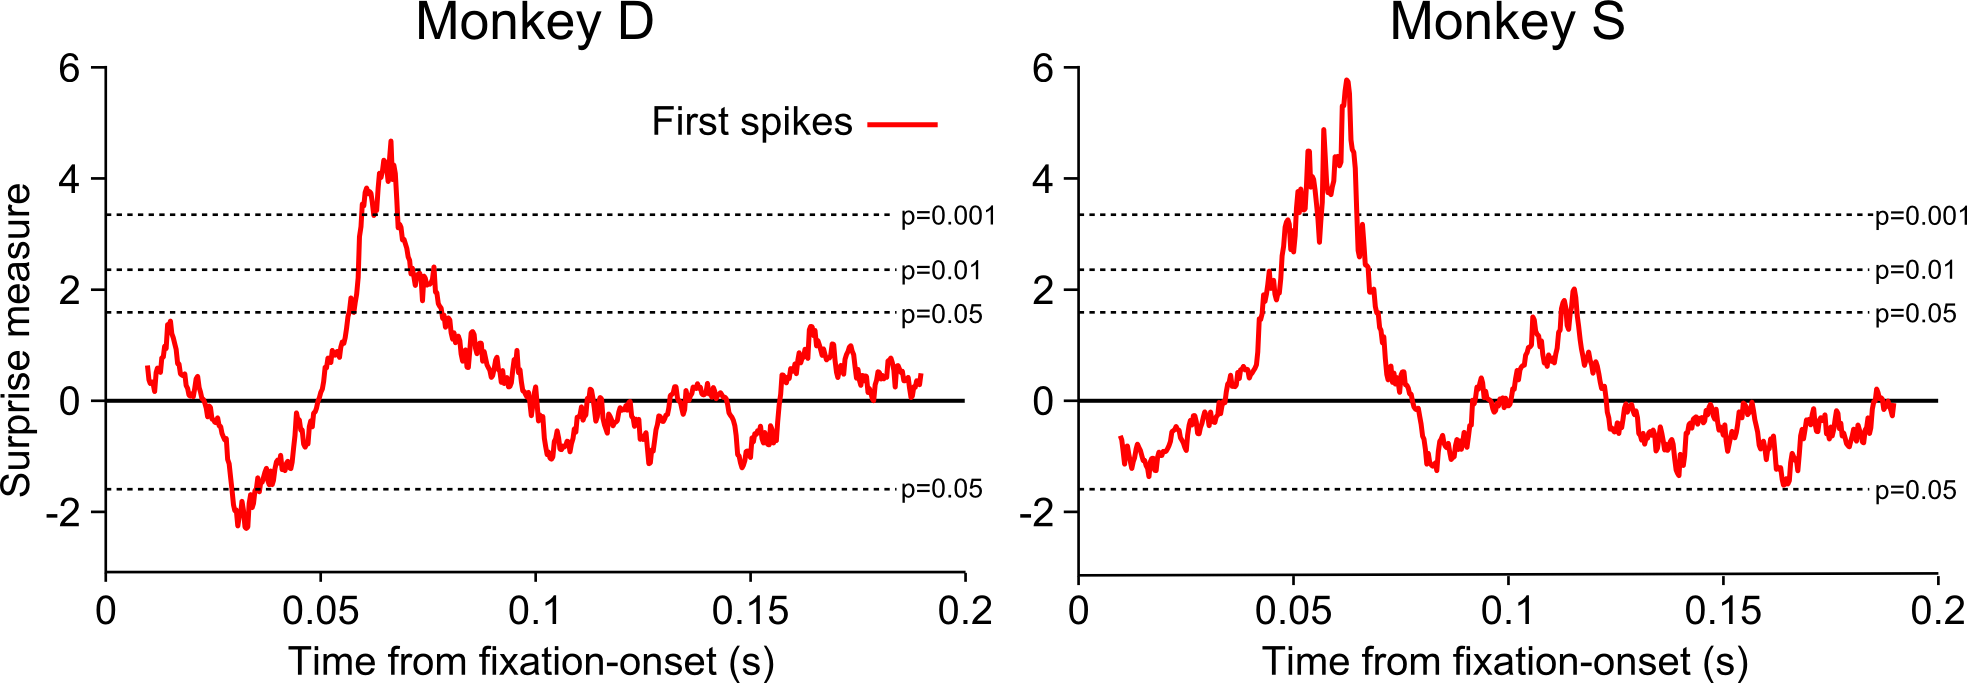 Monkey D
Monkey S
6
4
2
0
-2
Surprise measure
First spikes
p=0.001
p=0.01
p=0.05
p=0.05
0
0.05
0.1
0.15
0.2
Time from fixation-onset (s)
6
4
2
0
-2
p=0.001
p=0.01
p=0.05
p=0.05
0
0.05
0.1
0.15
0.2
Time from fixation-onset (s)